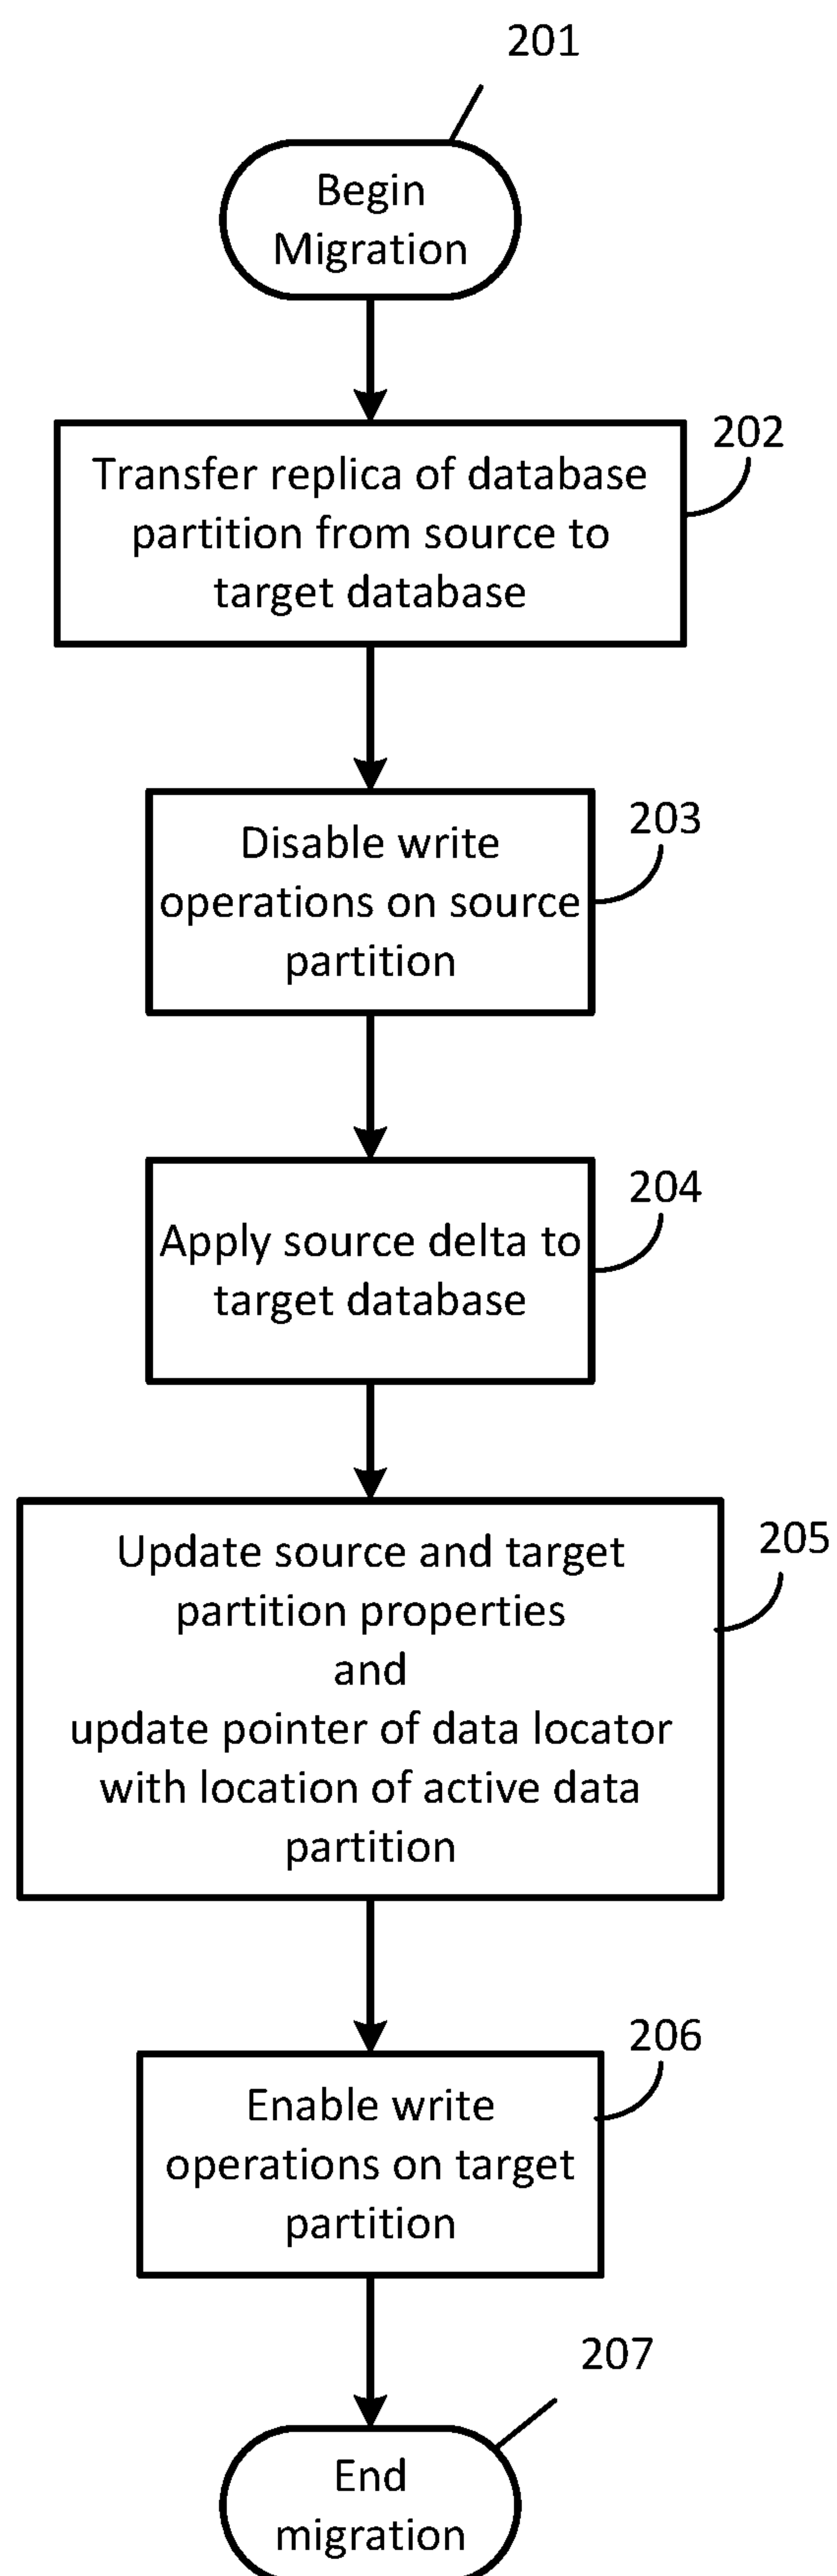 201
Begin
Migration
202
Transfer replica of database
partition from source to
target database
203
Disable write
operations on source
partition
204
Apply source delta to
target database
205
Update source and target
partition properties
and
update pointer of data locator
with location of active data
partition
206
Enable write
operations on target
partition
207
End
migration